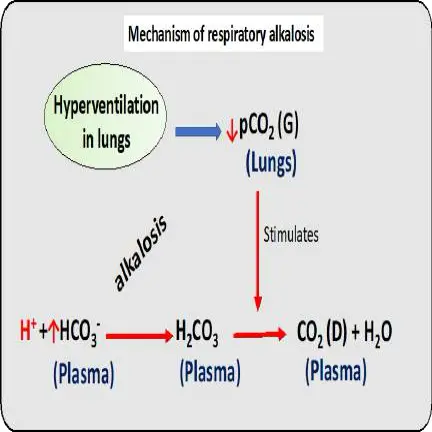 Mechanism of respiratory alkalosis
Hyperventilation
in lungs
↓pCO₂ (G)
(Lungs)
Stimulates
alkalosis
H⁺ +↑HCO₃⁻ → H₂CO₃ → CO₂ (D) + H₂O
(Plasma) (Plasma) (Plasma)